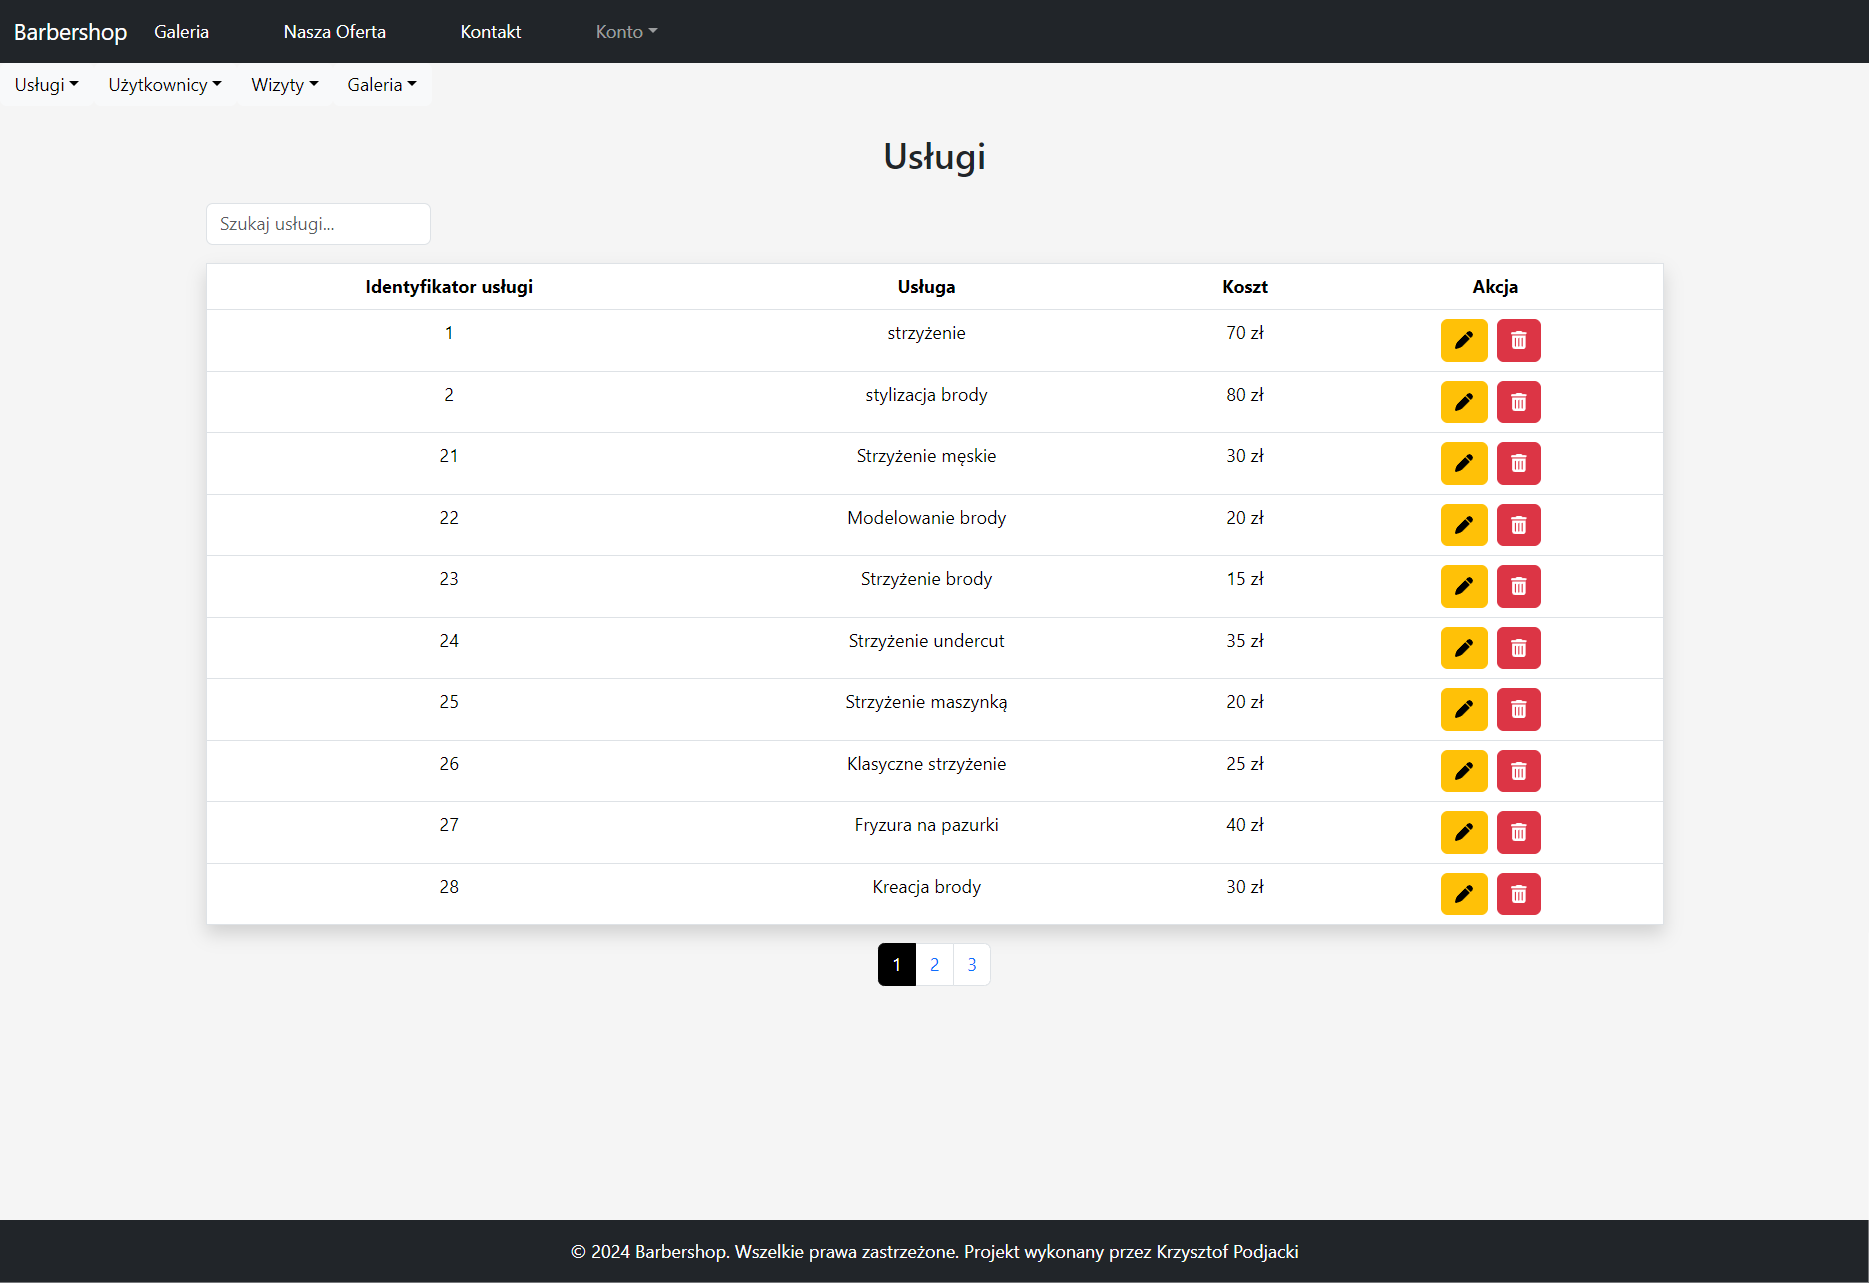 Barbershop Galeria Nasza Oferta Kontakt Konto
Usługi Użytkownicy Wizyty Galeria
Usługi
Szukaj usługi...
Identyfikator usługi Usługa Koszt Akcja
1 strzyżenie 70 zł
2 stylizacja brody 80 zł
21 Strzyżenie męskie 30 zł
22 Modelowanie brody 20 zł
23 Strzyżenie brody 15 zł
24 Strzyżenie undercut 35 zł
25 Strzyżenie maszynką 20 zł
26 Klasyczne strzyżenie 25 zł
27 Fryzura na pazurki 40 zł
28 Kreacja brody 30 zł
1 2 3
© 2024 Barbershop. Wszelkie prawa zastrzeżone. Projekt wykonany przez Krzysztof Podjacki